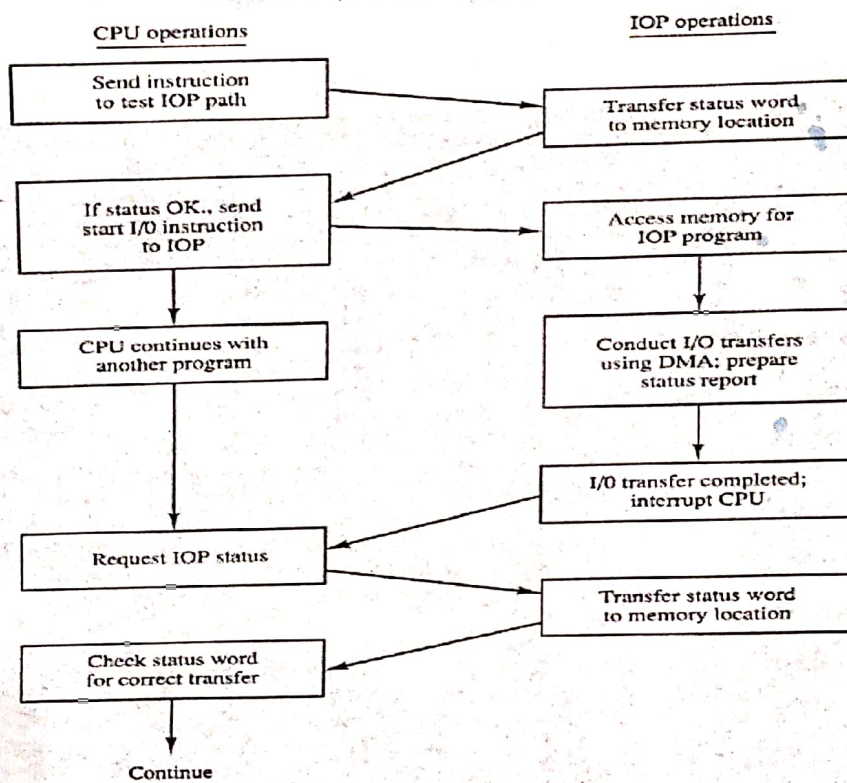 CPU operations
IOP operations
Send instruction
to test IOP path
Transfer status word
to memory location
If status OK., send
start I/0 instruction
to IOP
Access memory for
IOP program
CPU continues with
another program
Conduct I/O transfers
using DMA; prepare
status report
I/0 transfer completed;
interrupt CPU
Request IOP status
Transfer status word
to memory location
Check status word
for correct transfer
Continue